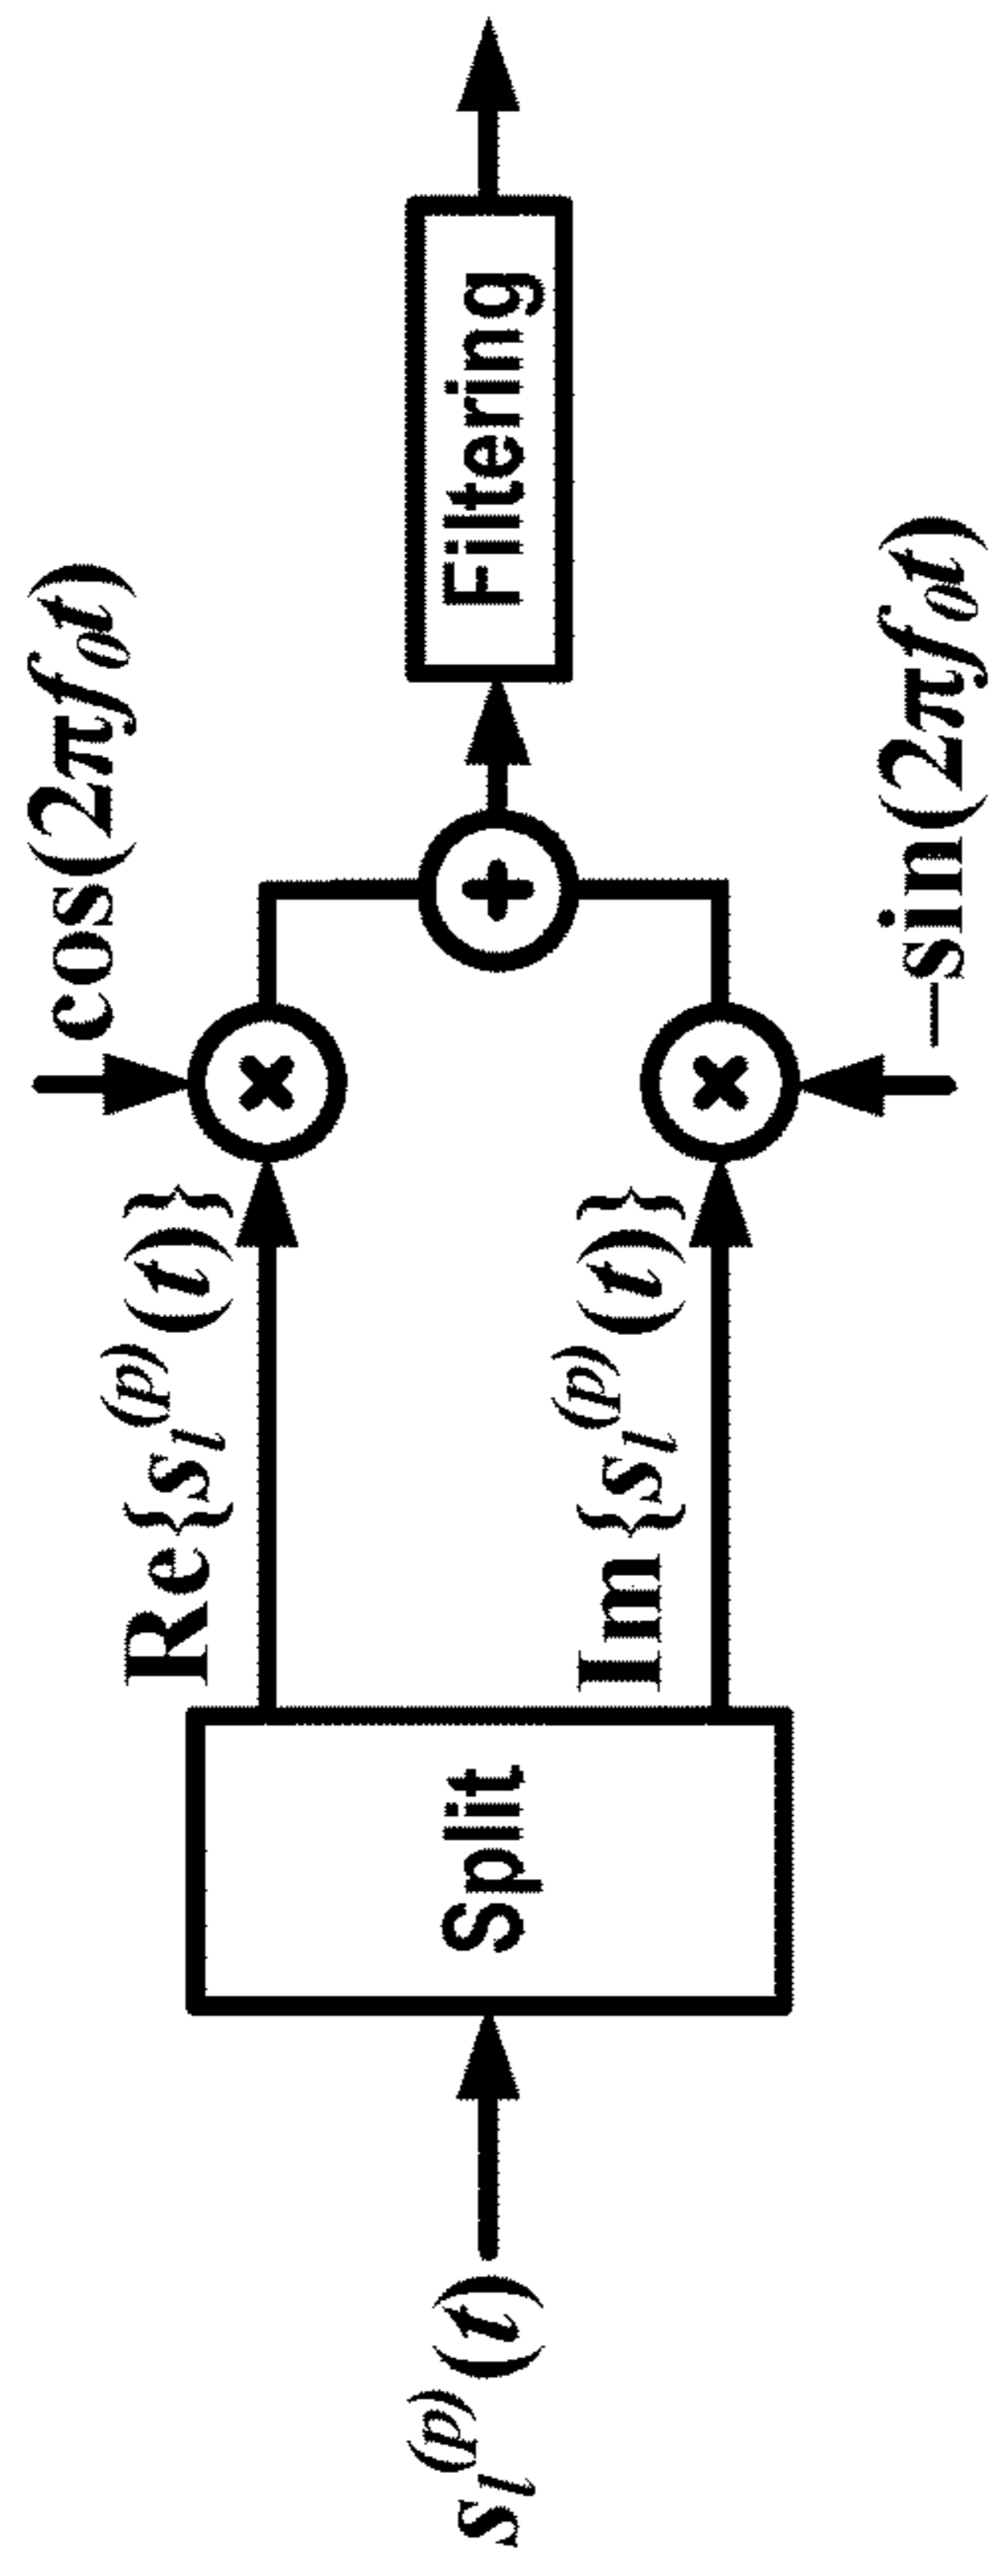 s_l^(p)(t)
Split
Re{s_l^(p)(t)}
Im{s_l^(p)(t)}
cos(2πf_0t)
–sin(2πf_0t)
Filtering